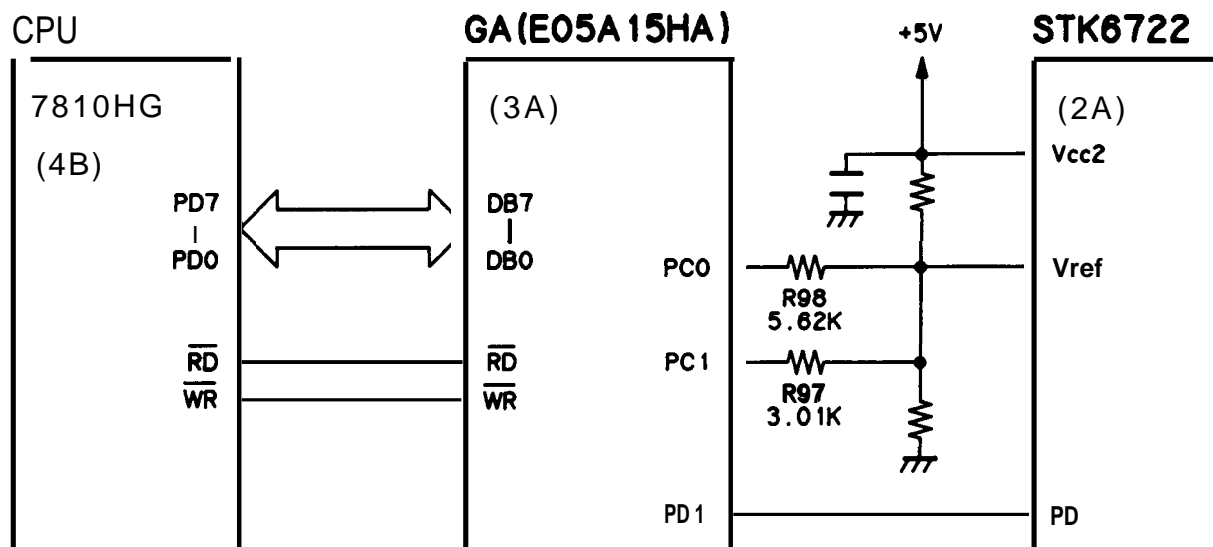 CPU
GA(E05A15HA)
+5V
STK6722
7810HG
(4B)
(3A)
(2A)
Vcc2
PD7
PD0
DB7
DB0
PC0
R98
5.62K
Vref
RD
WR
RD
WR
PC1
R97
3.01K
PD1
PD